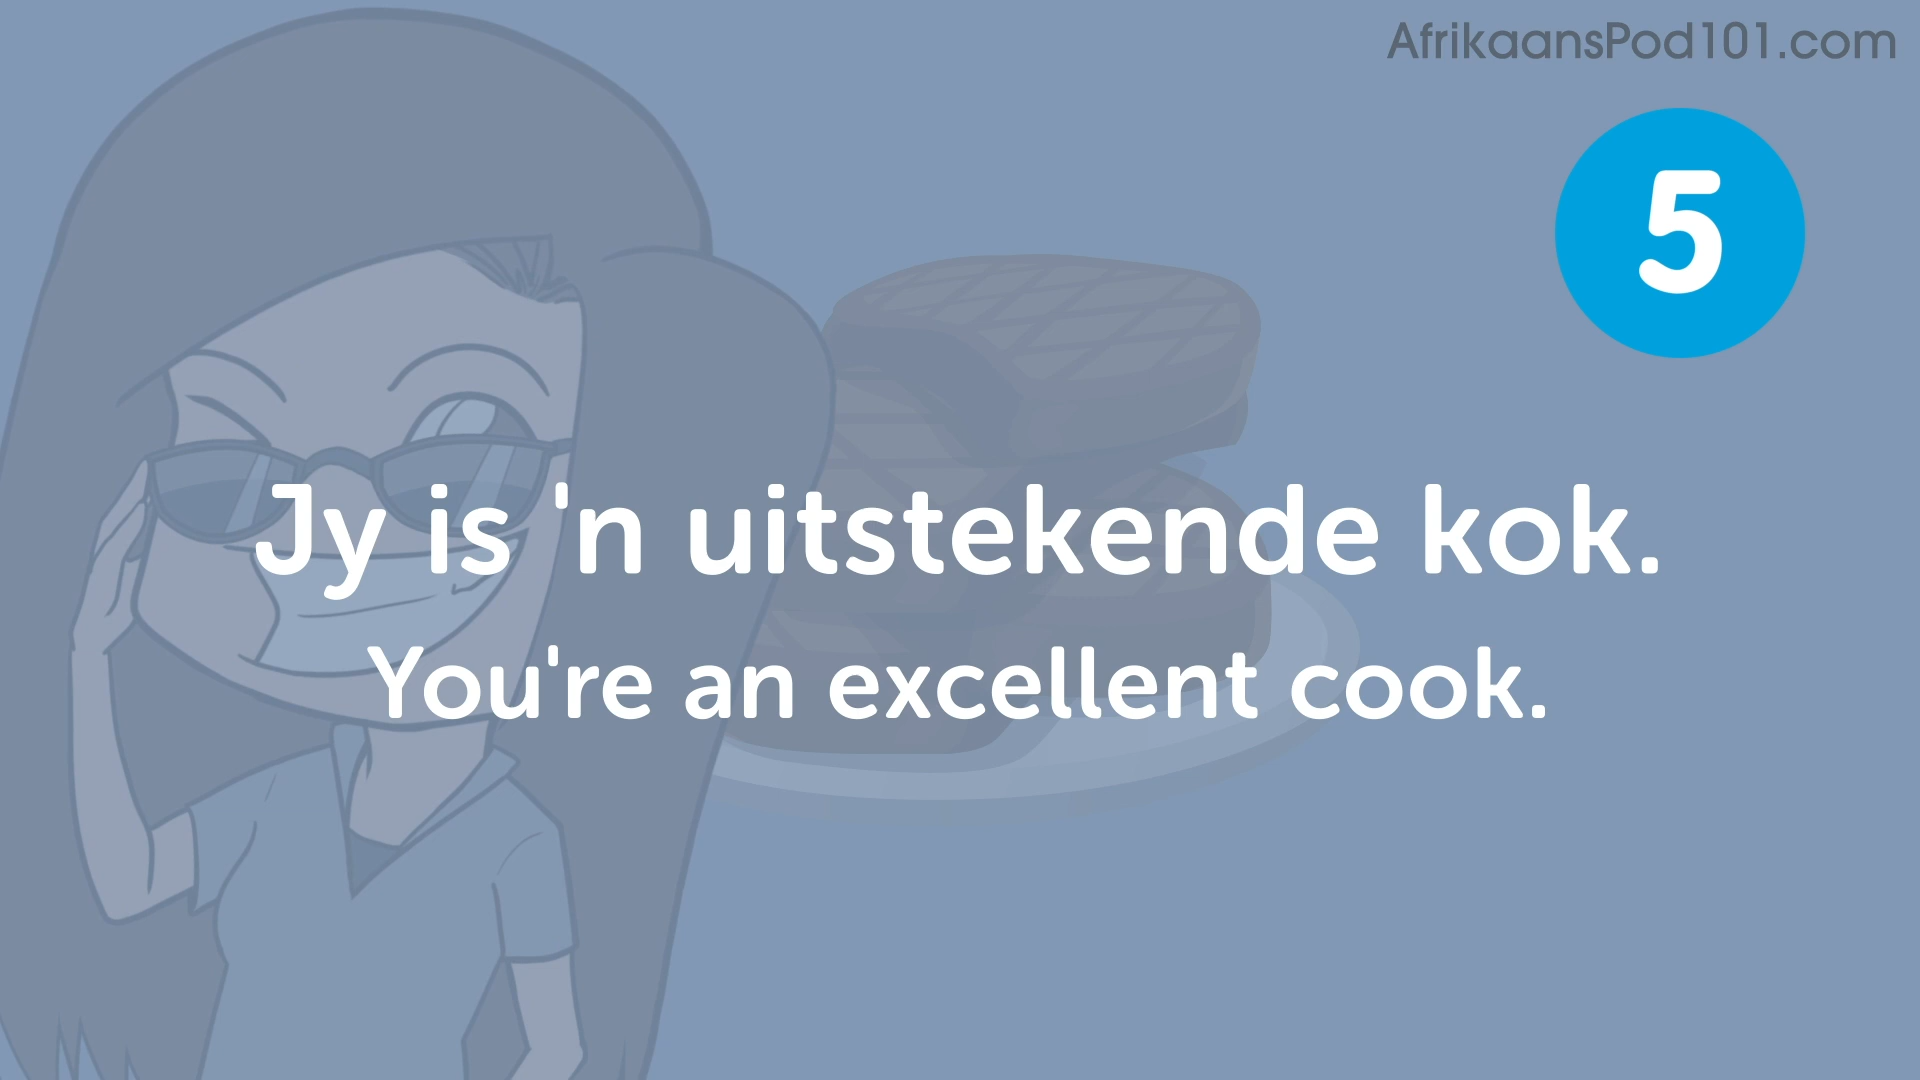 AfrikaansPod101.com
5
Jy is 'n uitstekende kok.
You're an excellent cook.